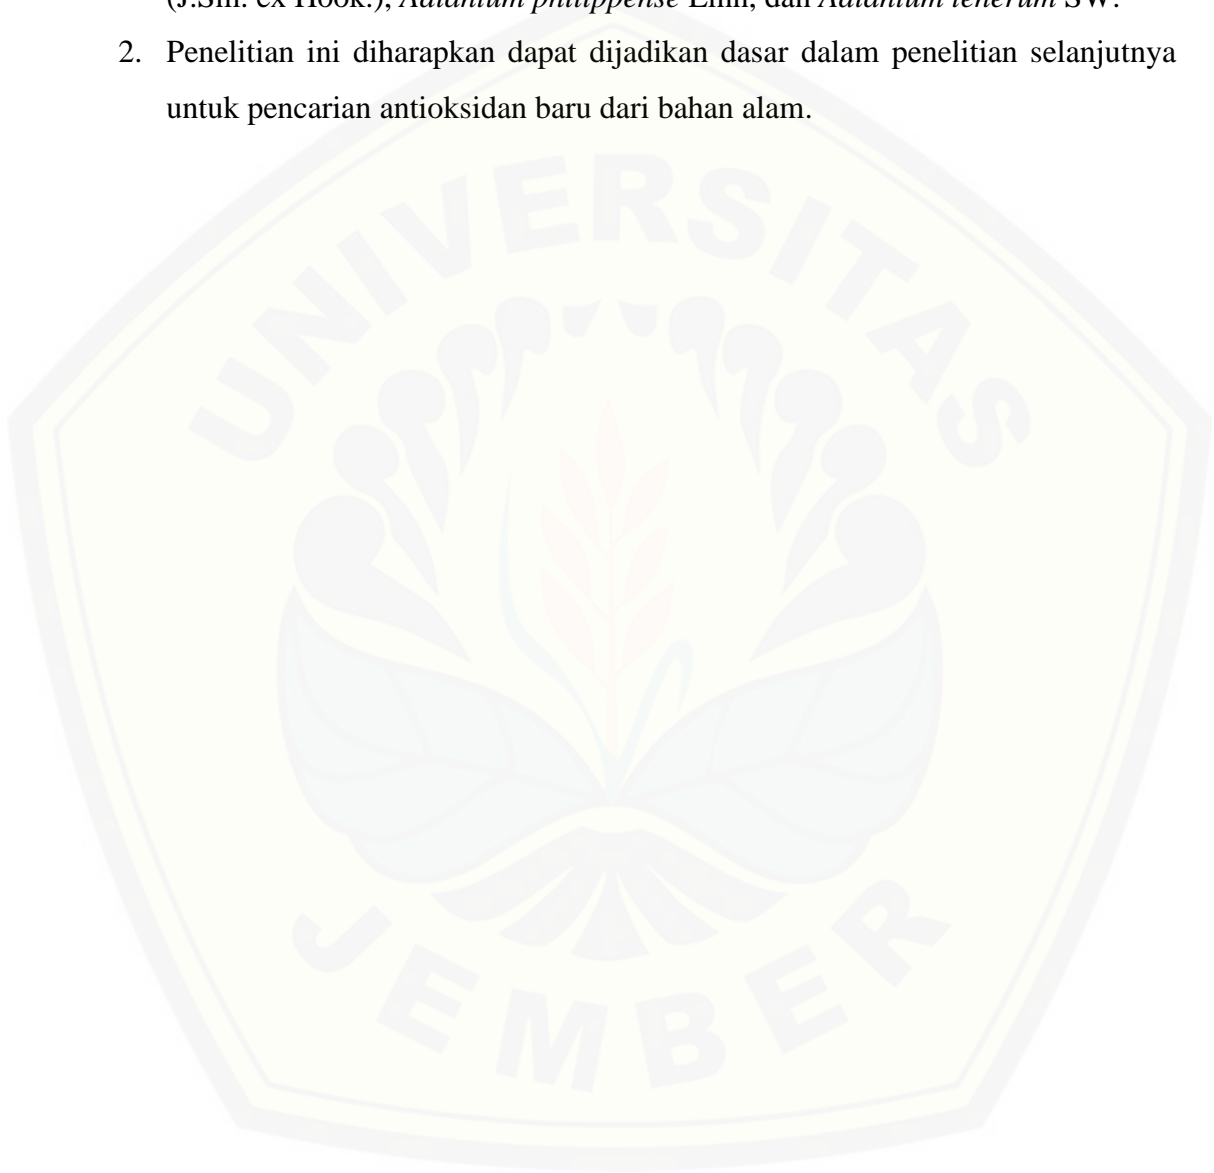 (J.Sm. ex Hook.), Adiantum philippense Linn, dan Adiantum tenerum SW.
2. Penelitian ini diharapkan dapat dijadikan dasar dalam penelitian selanjutnya
untuk pencarian antioksidan baru dari bahan alam.
UNIVERSITAS
JEMBER